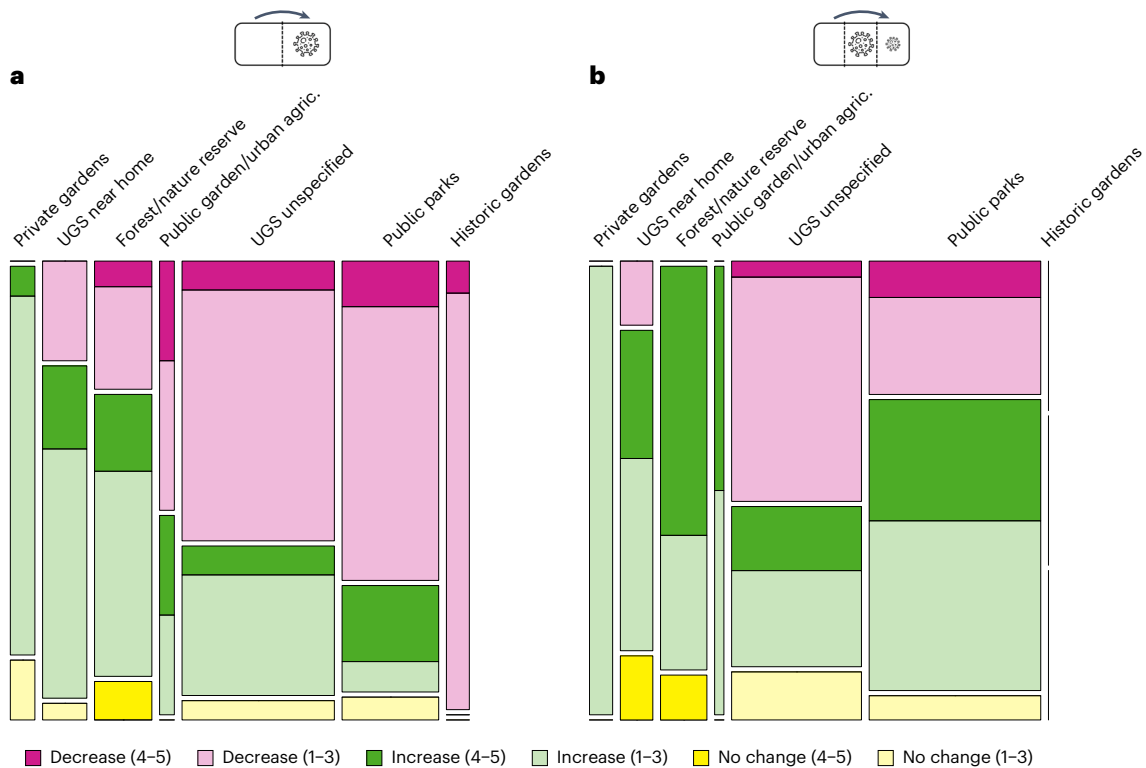 a
b
Private gardens
UGS near home
Forest/nature reserve
Public garden/urban agric.
UGS unspecified
Public parks
Historic gardens
Private gardens
UGS near home
Forest/nature reserve
Public garden/urban agric.
UGS unspecified
Public parks
Historic gardens
Decrease (4–5) Decrease (1–3) Increase (4–5) Increase (1–3) No change (4–5) No change (1–3)